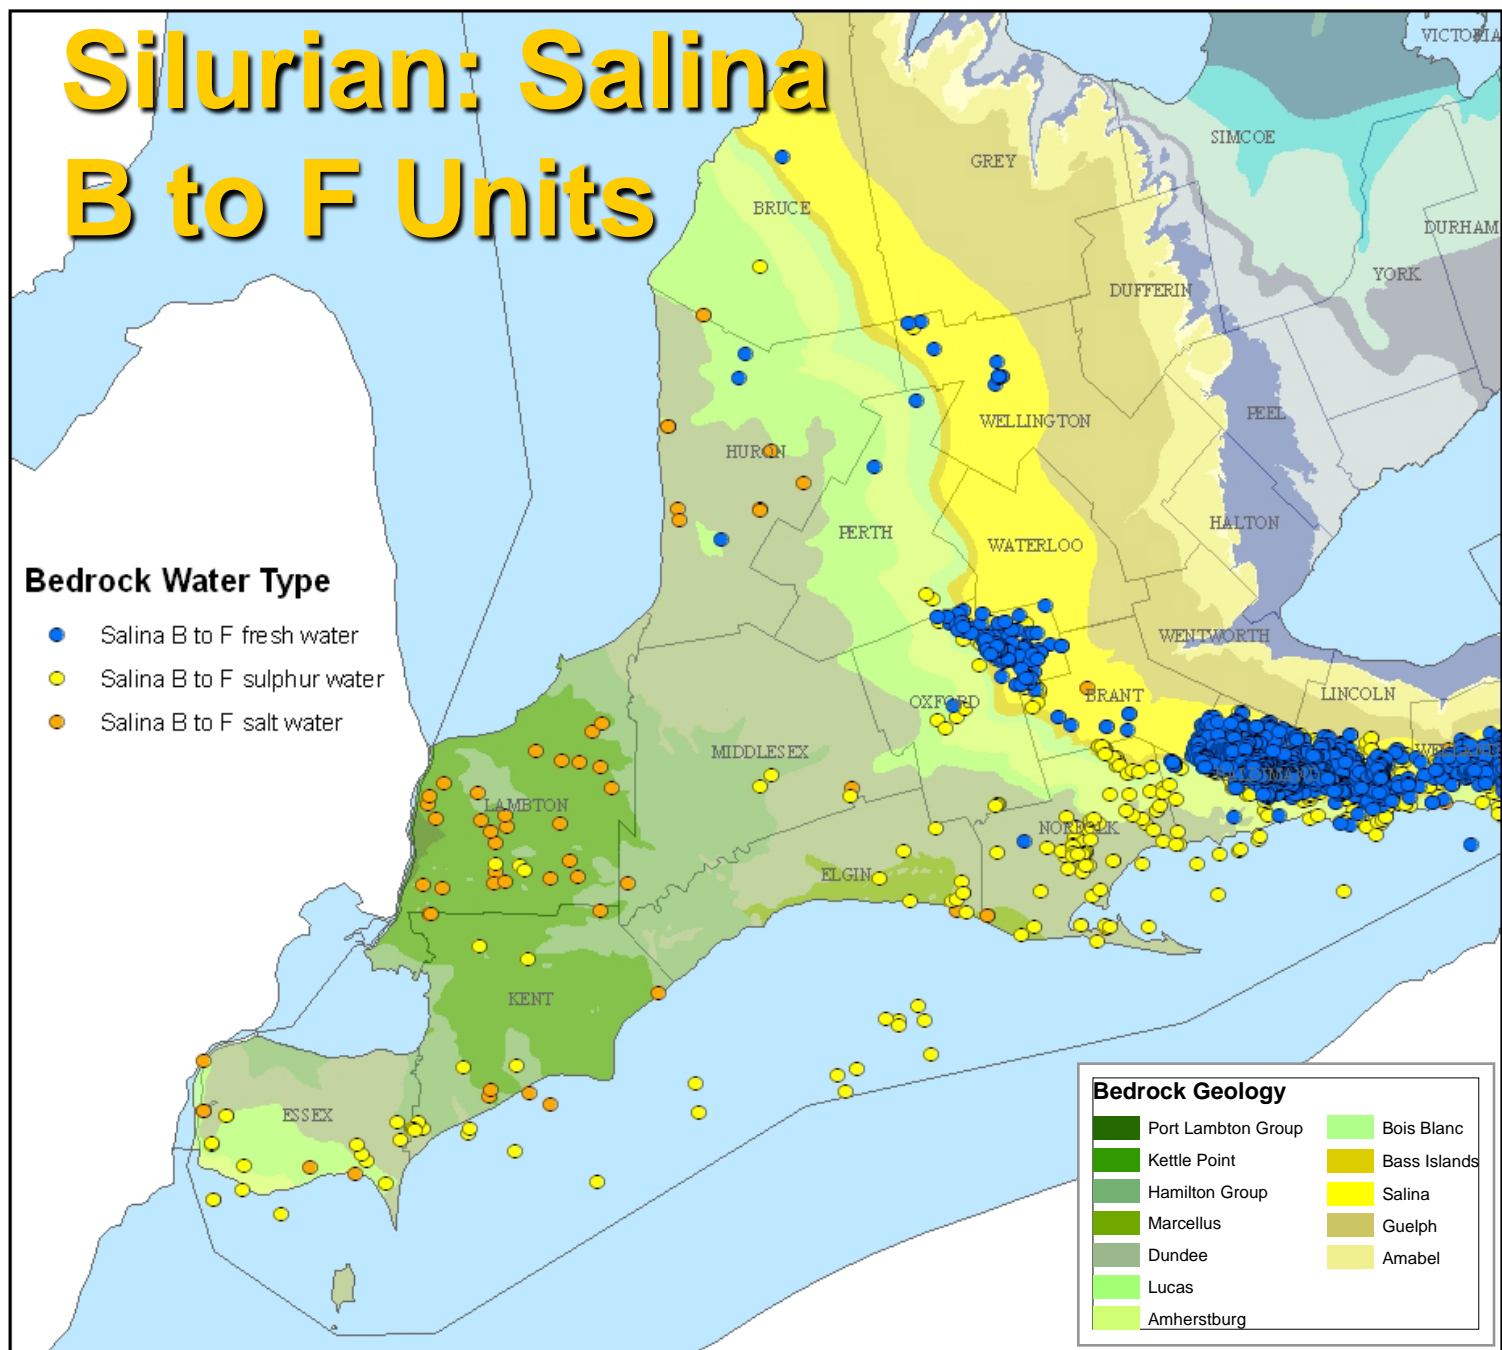 Silurian: Salina
B to F Units
VICTORIA
SIMCOE
GREY
BRUCE
DURHAM
YORK
DUFFERIN
PEEL
WELLINGTON
HURON
HALTON
PERTH
WATERLOO
Bedrock Water Type
Salina B to F fresh water
Salina B to F sulphur water
Salina B to F salt water
WENTWORTH
LINCOLN
BRANT
OXFORD
MIDDLESEX
WELLAND
HALDIMAND
LAMBTON
NORFOLK
ELGIN
KENT
ESSEX
Bedrock Geology
Port Lambton Group
Kettle Point
Hamilton Group
Marcellus
Dundee
Lucas
Amherstburg
Bois Blanc
Bass Islands
Salina
Guelph
Amabel